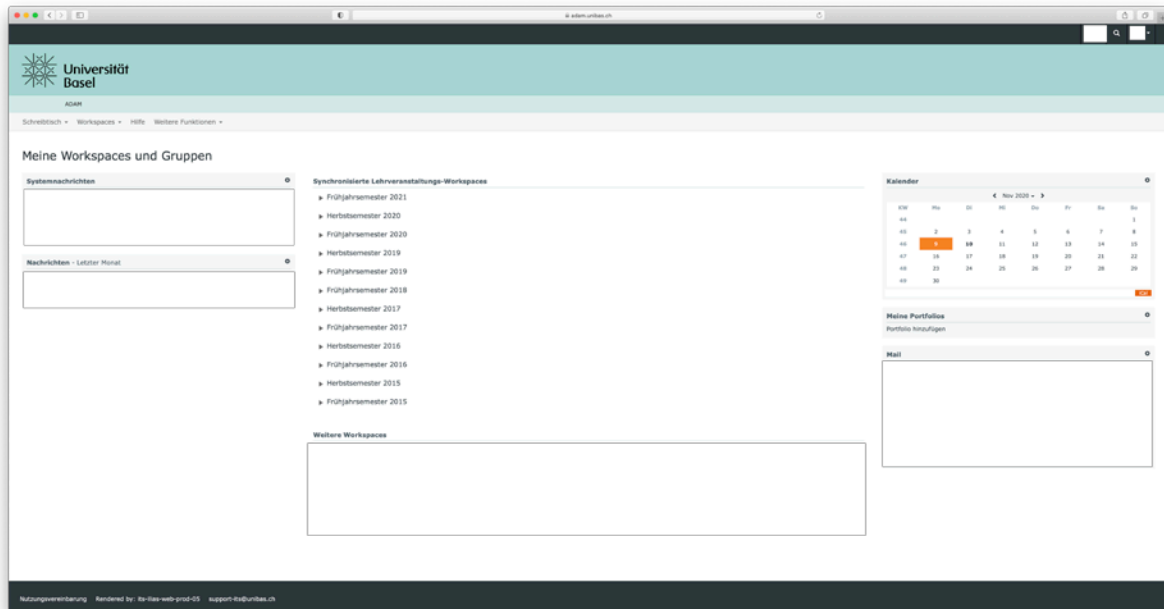 adam.unibas.ch
Universität
Basel
ADAM
Schreibtisch Workspaces Hilfe Weitere Funktionen
Meine Workspaces und Gruppen
Systemnachrichten
Nachrichten - Letzter Monat
Synchronisierte Lehrveranstaltungs-Workspaces
Frühjahrsemester 2021
Herbstsemester 2020
Frühjahrsemester 2020
Herbstsemester 2019
Frühjahrsemester 2019
Frühjahrsemester 2018
Herbstsemester 2017
Frühjahrsemester 2017
Herbstsemester 2016
Frühjahrsemester 2016
Herbstsemester 2015
Frühjahrsemester 2015
Weitere Workspaces
Kalender
Nov 2020
KW Mo Di Mi Do Fr Sa So
44 1
45 2 3 4 5 6 7 8
46 9 10 11 12 13 14 15
47 16 17 18 19 20 21 22
48 23 24 25 26 27 28 29
49 30
Meine Portfolios
Portfolio hinzufügen
Mail
Nutzungsvereinbarung Rendered by: its-ilias-web-prod-05 support-its@unibas.ch